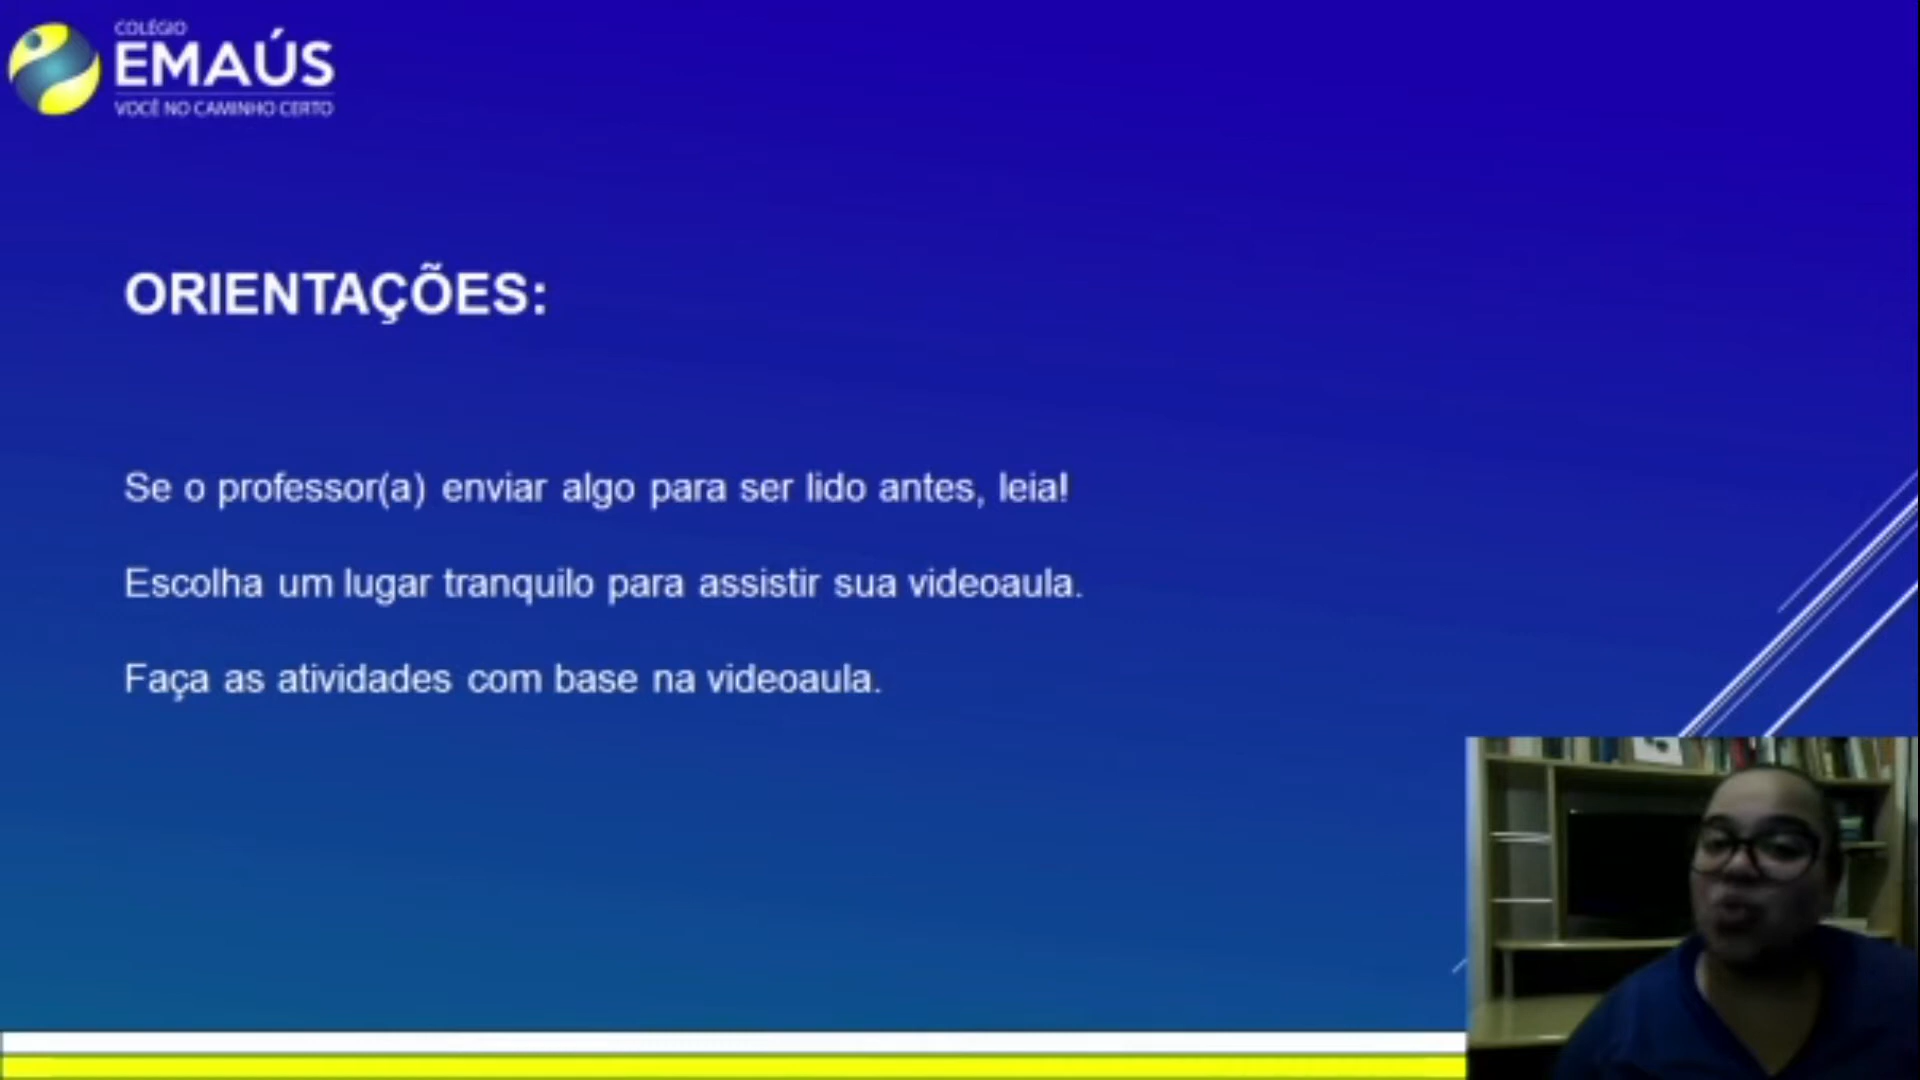 COLÉGIO
EMAÚS
VOCÊ NO CAMINHO CERTO
ORIENTAÇÕES:
Se o professor(a) enviar algo para ser lido antes, leia!
Escolha um lugar tranquilo para assistir sua videoaula.
Faça as atividades com base na videoaula.